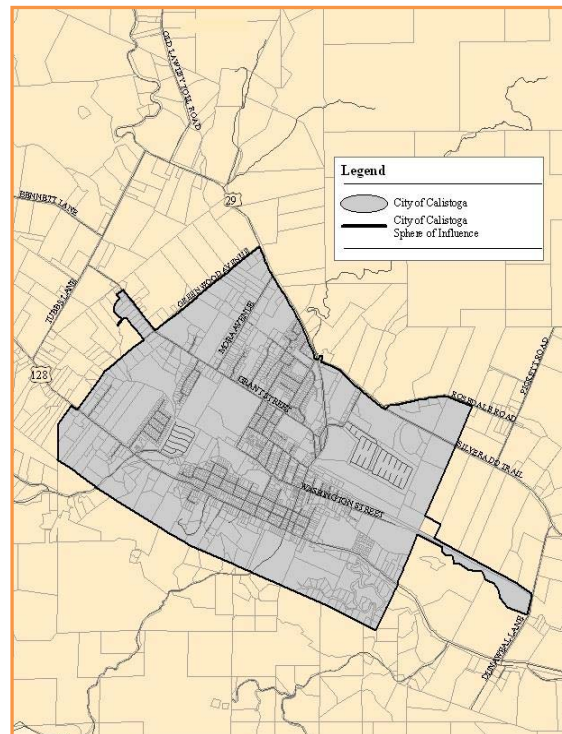 OLD LAWLEY TOLL ROAD
Legend
City of Calistoga
City of Calistoga
Sphere of Influence
BENNETT LANE
29
TUBBS LANE
GREENWOOD AVENUE
MORA AVENUE
128
GRANT STREET
PICKETT ROAD
ROSEDALE ROAD
SILVERADO TRAIL
WASHINGTON STREET
DUNAWEAL LANE